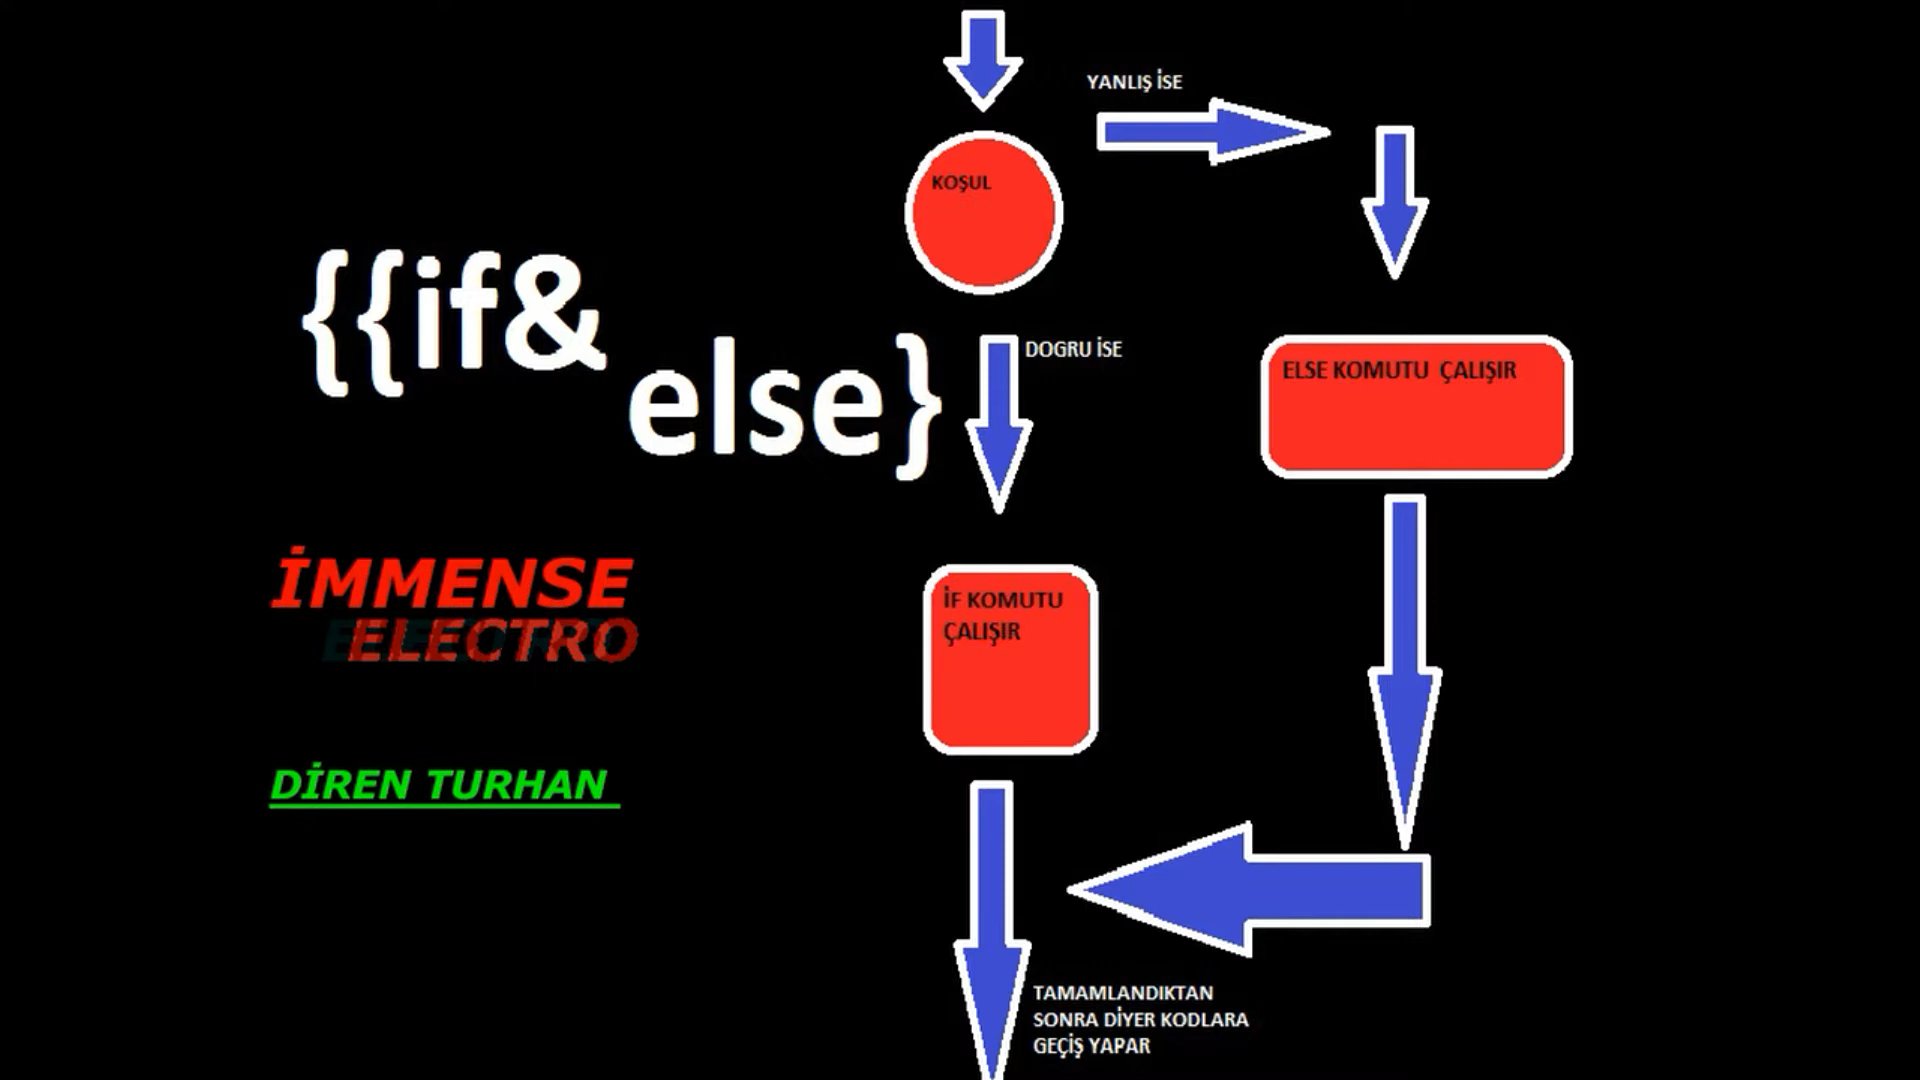 YANLIŞ İSE
KOŞUL
{{if&
else}
DOGRU İSE
ELSE KOMUTU ÇALIŞIR
İMMENSE
ELECTRO
İF KOMUTU
ÇALIŞIR
DİREN TURHAN
TAMAMLANDIKTAN
SONRA DİYER KODLARA
GEÇİŞ YAPAR